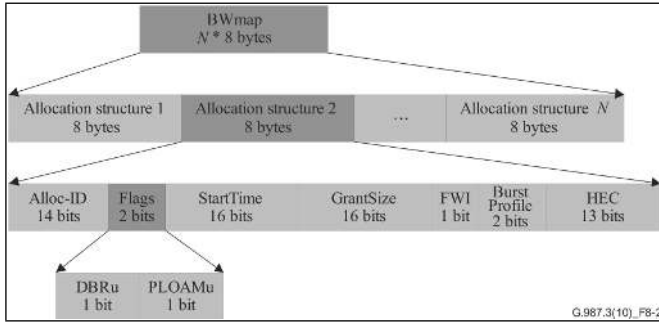 BWmap
N * 8 bytes
Allocation structure 1
8 bytes
Allocation structure 2
8 bytes
...
Allocation structure N
8 bytes
Alloc-ID
14 bits
Flags
2 bits
StartTime
16 bits
GrantSize
16 bits
FWI
1 bit
Burst
Profile
2 bits
HEC
13 bits
DBRu
1 bit
PLOAMu
1 bit
G.987.3(10)_F8-2